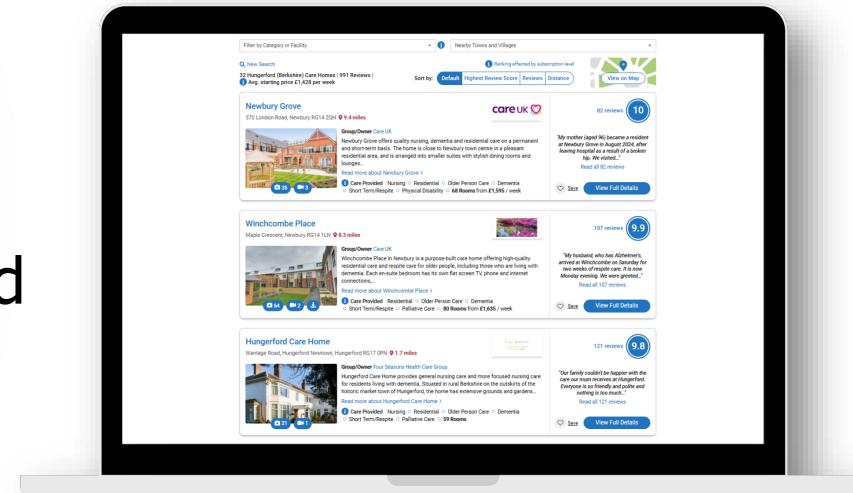 d
Filter by Category or Facility
Nearby Towns and Villages
New Search
Ranking affected by subscription level
32 Hungerford (Berkshire) Care Homes | 991 Reviews |
Avg. starting price £1,428 per week
Sort by: Default Highest Review Score Reviews Distance
View on Map
Newbury Grove
370 London Road, Newbury RG14 2QH 9.4 miles
care UK
82 reviews 10
Group/Owner Care UK
Newbury Grove offers quality nursing, dementia and residential care on a permanent
and short-term basis. The home is close to Newbury town centre in a pleasant
residential area, and is arranged into smaller suites with stylish dining rooms and
lounges...
Read more about Newbury Grove >
Care Provided Nursing Residential Older Person Care Dementia
Short Term/Respite Physical Disability 68 Rooms from £1,595 / week
35 3
"My mother (aged 96) became a resident
at Newbury Grove in August 2024, after
leaving hospital as a result of a broken
hip. We visited..."
Read all 82 reviews
Save View Full Details
Winchcombe Place
Maple Crescent, Newbury RG14 1LN 8.3 miles
107 reviews 9.9
Group/Owner Care UK
Winchcombe Place in Newbury is a purpose-built care home offering high-quality
residential care and respite care for older people, including those who are living with
dementia. Each en-suite bedroom has its own flat screen TV, phone and internet
connections,...
Read more about Winchcombe Place >
Care Provided Residential Older Person Care Dementia
Short Term/Respite Palliative Care 80 Rooms from £1,635 / week
64 2
"My husband, who has Alzheimer's,
arrived at Winchcombe on Saturday for
two weeks of respite care. It is now
Monday evening. We were greeted..."
Read all 107 reviews
Save View Full Details
Hungerford Care Home
Wantage Road, Hungerford Newtown, Hungerford RG17 0PN 1.7 miles
121 reviews 9.8
Group/Owner Four Seasons Health Care Group
Hungerford Care Home provides general nursing care and more focused nursing care
for residents living with dementia. Situated in rural Berkshire on the outskirts of the
historic market town of Hungerford, the home has extensive grounds and gardens...
Read more about Hungerford Care Home >
Care Provided Nursing Residential Older Person Care Dementia
Short Term/Respite Palliative Care 59 Rooms
21 1
"Our family couldn't be happier with the
care our mum receives at Hungerford.
Everyone is so friendly and polite and
nothing is too much..."
Read all 121 reviews
Save View Full Details